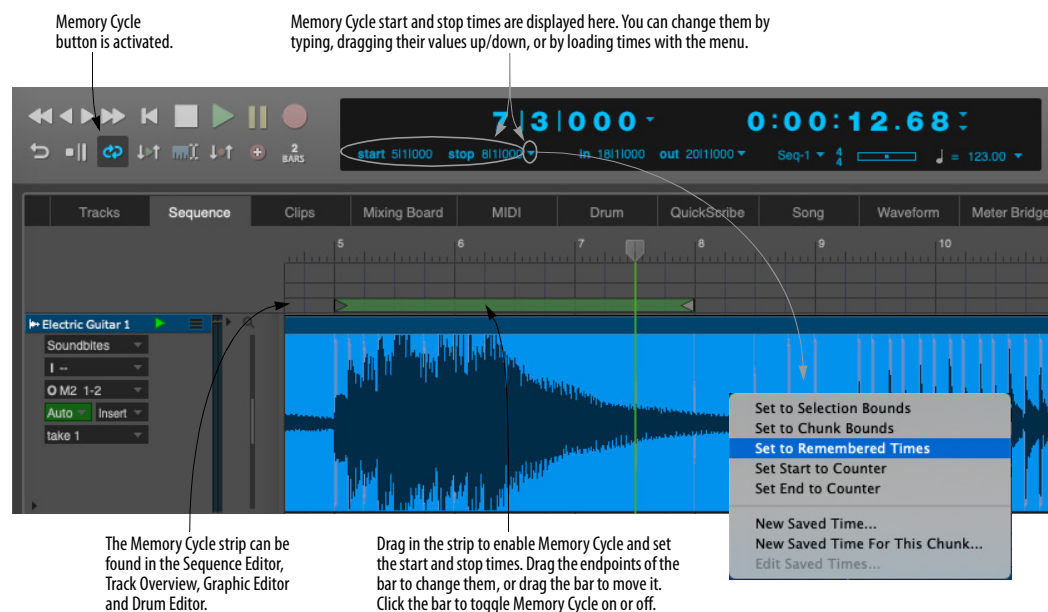 Memory Cycle
button is activated.
Memory Cycle start and stop times are displayed here. You can change them by
typing, dragging their values up/down, or by loading times with the menu.
7|3|000
0:00:12.68
2
BARS
start 5|1|000 stop 8|1|000
in 18|1|000 out 20|1|000
Seq-1
4
4
= 123.00
Tracks
Sequence
Clips
Mixing Board
MIDI
Drum
QuickScribe
Song
Waveform
Meter Bridge
5 6 7 8 9 10
Electric Guitar 1
Soundbites
I --
O M2 1-2
Auto Insert
take 1
Set to Selection Bounds
Set to Chunk Bounds
Set to Remembered Times
Set Start to Counter
Set End to Counter
New Saved Time...
New Saved Time For This Chunk...
Edit Saved Times...
The Memory Cycle strip can be
found in the Sequence Editor,
Track Overview, Graphic Editor
and Drum Editor.
Drag in the strip to enable Memory Cycle and set
the start and stop times. Drag the endpoints of the
bar to change them, or drag the bar to move it.
Click the bar to toggle Memory Cycle on or off.